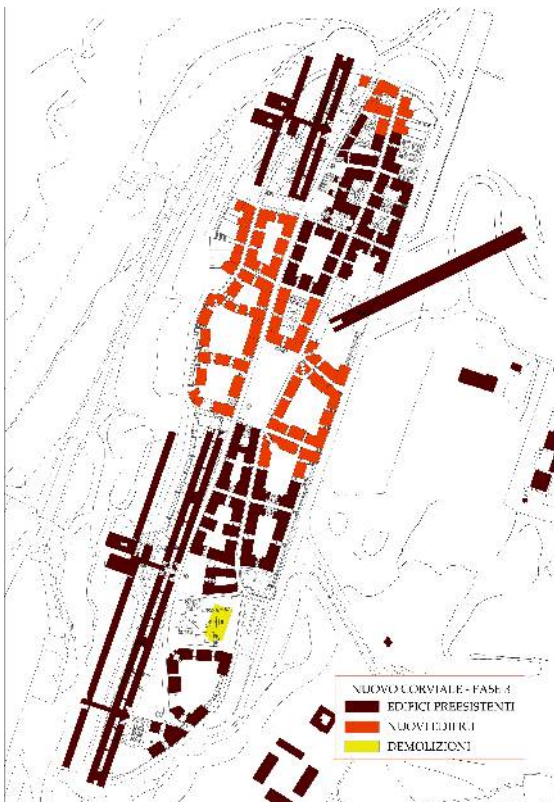 NUOVO CORVIALE - FASE 3
EDIFICI PREESISTENTI
NUOVI EDIFICI
DEMOLIZIONI